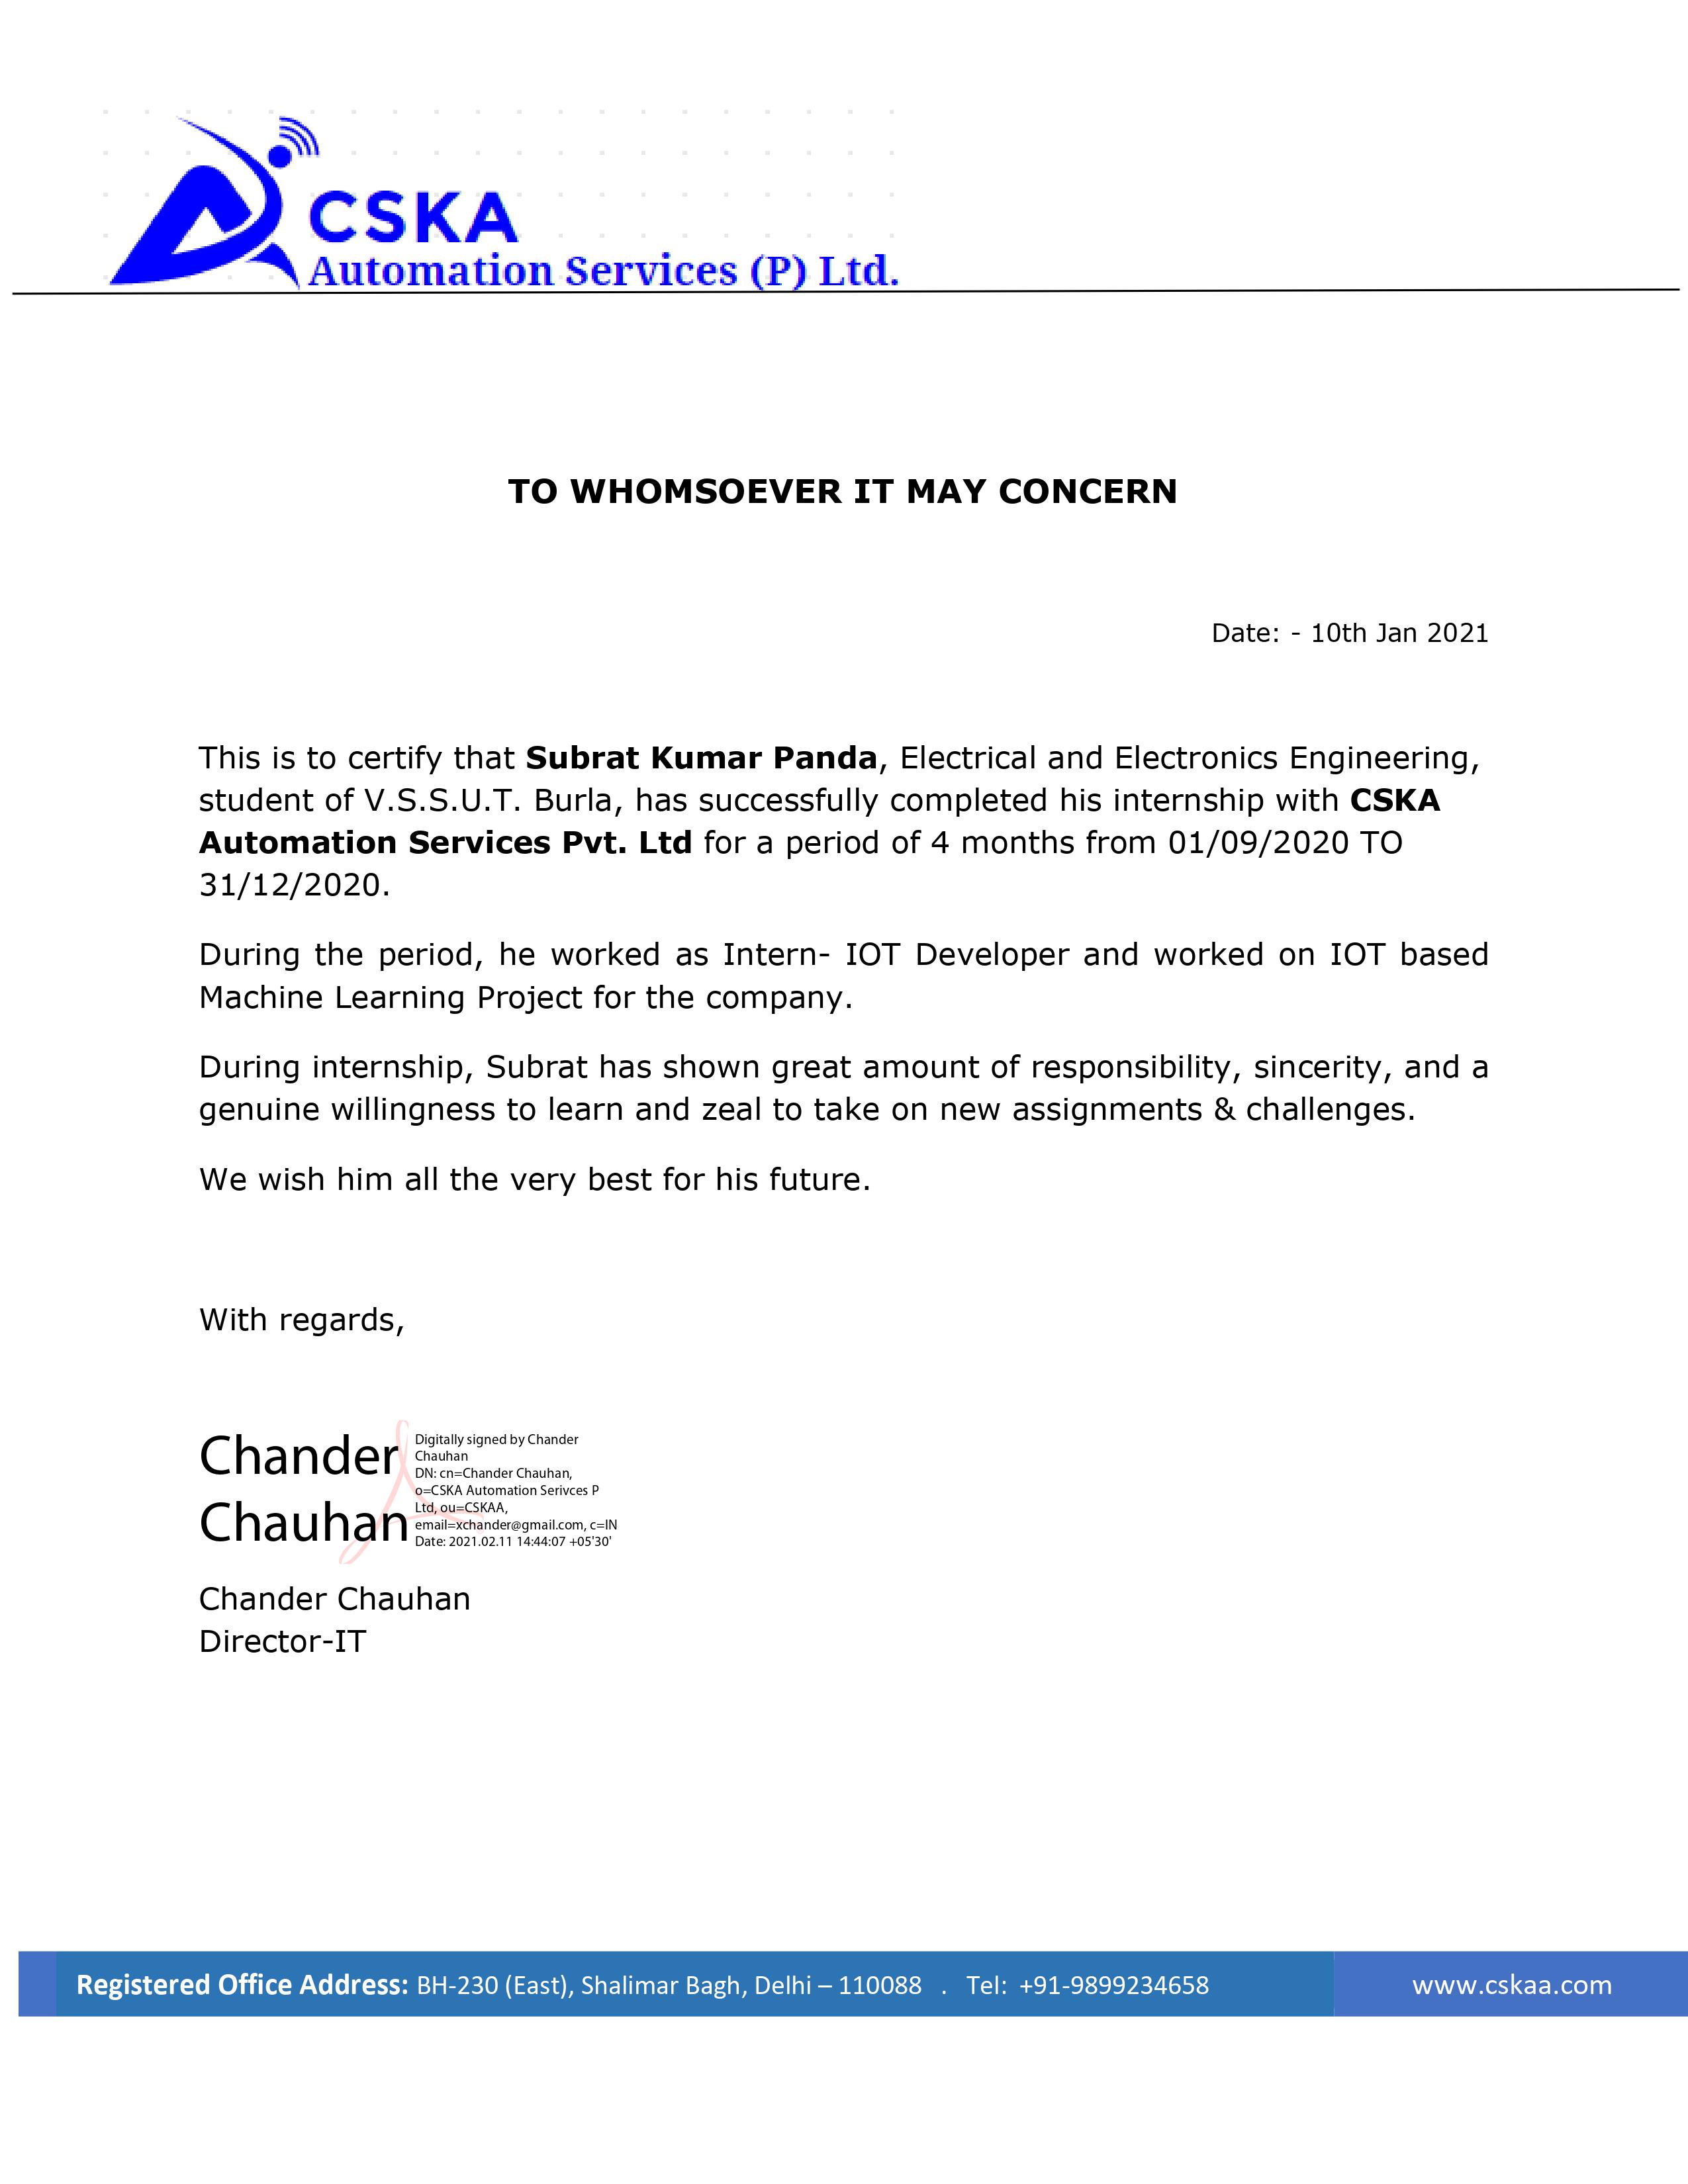 CSKA
Automation Services (P) Ltd.
TO WHOMSOEVER IT MAY CONCERN
Date: - 10th Jan 2021
This is to certify that Subrat Kumar Panda, Electrical and Electronics Engineering,
student of V.S.S.U.T. Burla, has successfully completed his internship with CSKA
Automation Services Pvt. Ltd for a period of 4 months from 01/09/2020 TO
31/12/2020.
During the period, he worked as Intern- IOT Developer and worked on IOT based
Machine Learning Project for the company.
During internship, Subrat has shown great amount of responsibility, sincerity, and a
genuine willingness to learn and zeal to take on new assignments & challenges.
We wish him all the very best for his future.
With regards,
Chander
Chauhan
Digitally signed by Chander
Chauhan
DN: cn=Chander Chauhan,
o=CSKA Automation Serivces P
Ltd, ou=CSKAA,
email=xchander@gmail.com, c=IN
Date: 2021.02.11 14:44:07 +05'30'
Chander Chauhan
Director-IT
Registered Office Address: BH-230 (East), Shalimar Bagh, Delhi – 110088 . Tel: +91-9899234658 www.cskaa.com